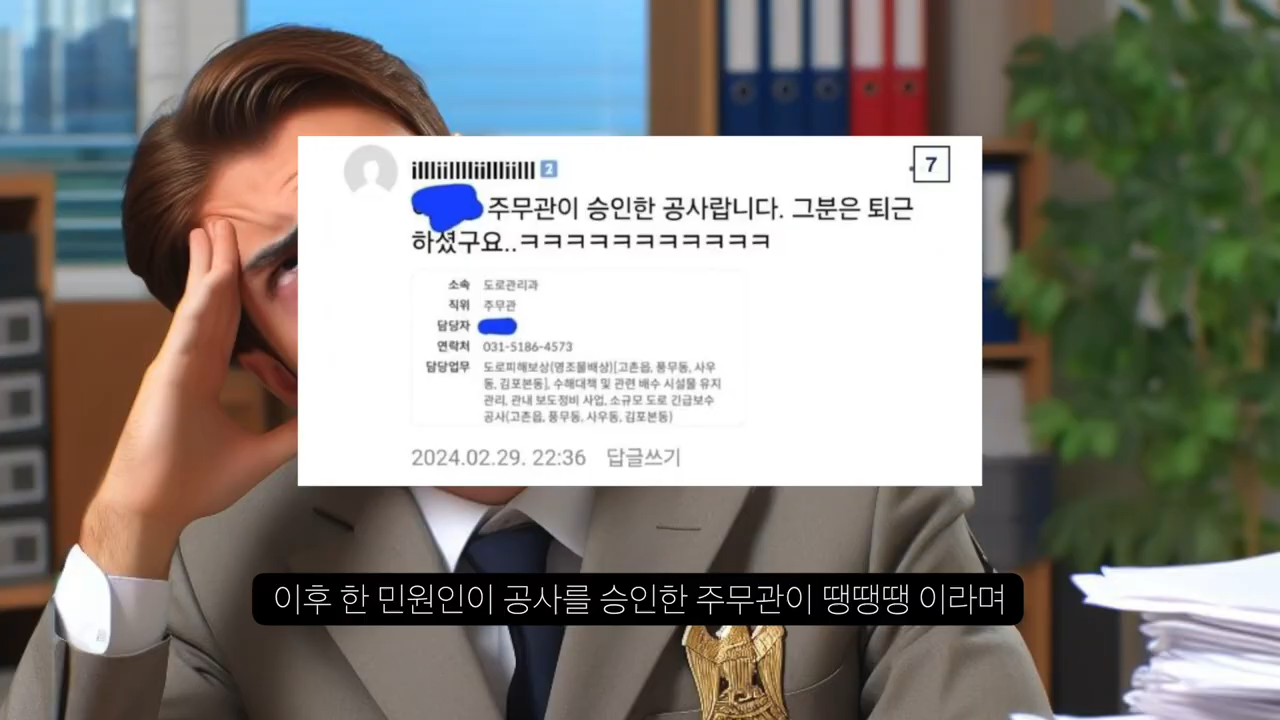 7
주무관이 승인한 공사랍니다. 그분은 퇴근
하셨구요..ㅋㅋㅋㅋㅋㅋㅋㅋㅋㅋㅋ
소속 도로관리과
직위 주무관
담당자
연락처 031-5186-4573
담당업무 도로피해보상(영조물배상)[고촌읍, 풍무동, 사우
동, 김포본동], 수해대책 및 관련 배수 시설물 유지
관리, 관내 보도정비 사업, 소규모 도로 긴급보수
공사(고촌읍, 풍무동, 사우동, 김포본동)
2024.02.29. 22:36 답글쓰기
이후 한 민원인이 공사를 승인한 주무관이 땡땡땡 이라며